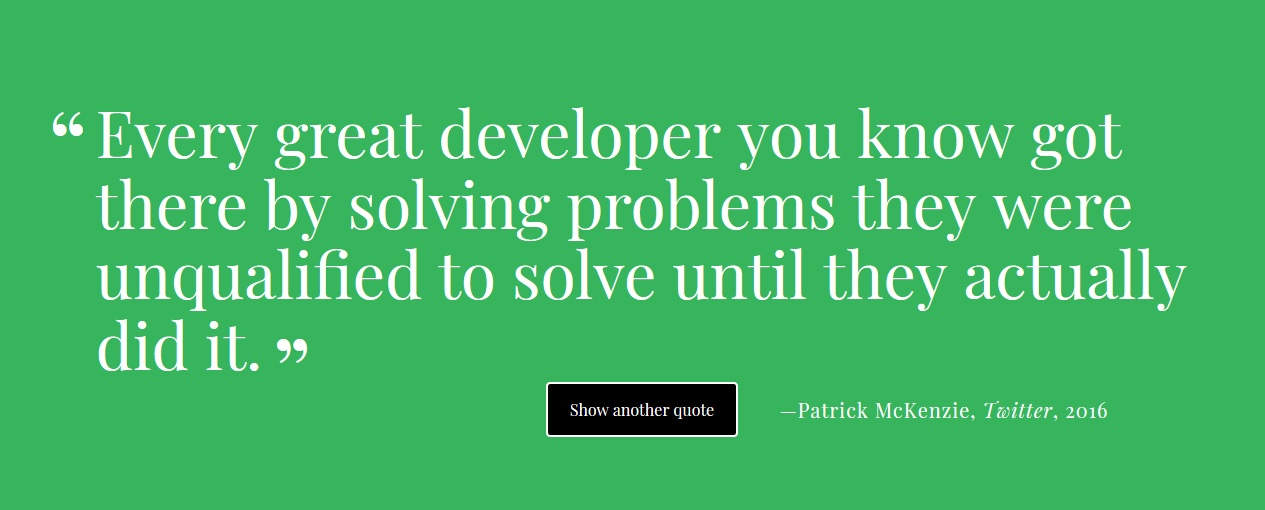 “ Every great developer you know got
there by solving problems they were
unqualified to solve until they actually
did it. ”
Show another quote
—Patrick McKenzie, Twitter, 2016